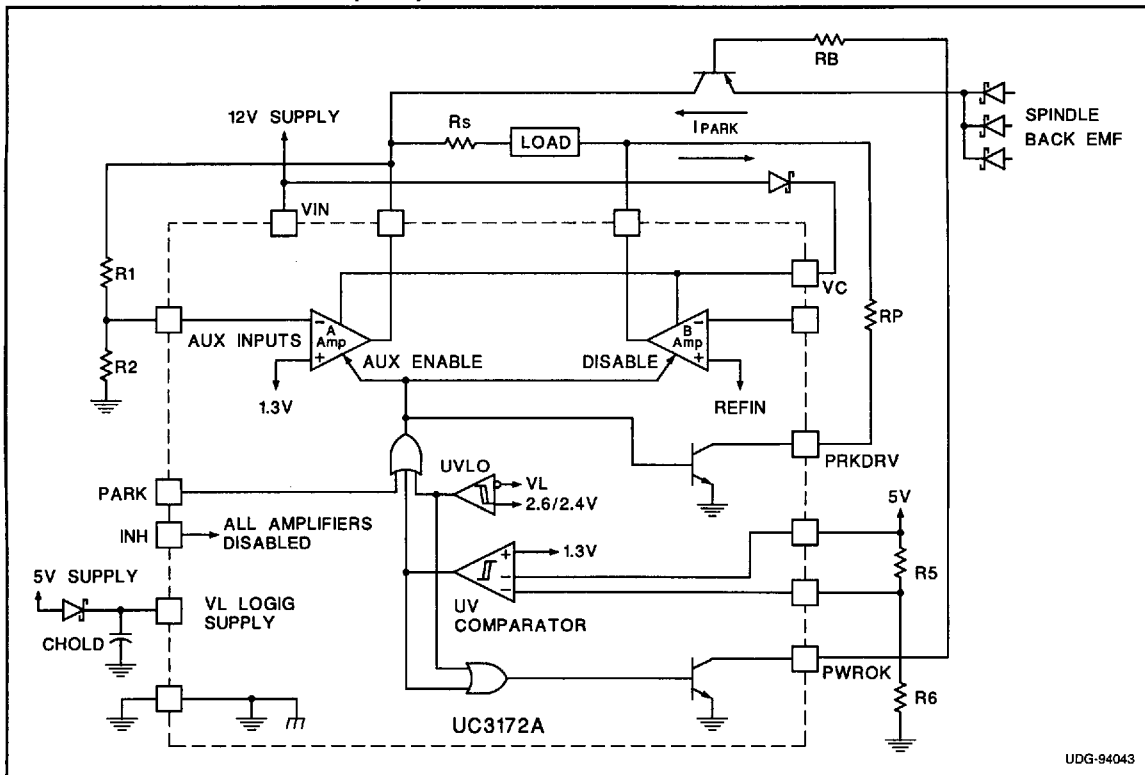 RB
SPINDLE
BACK EMF
12V SUPPLY
Rs
LOAD
IPARK
VIN
R1
VC
RP
AUX INPUTS
A
Amp
− +
AUX ENABLE
DISABLE
B
Amp
− +
R2
1.3V
REFIN
PRKDRV
UVLO
VL
2.6/2.4V
PARK
5V
INH
ALL AMPLIFIERS
DISABLED
1.3V
+
−
−
R5
5V SUPPLY
VL LOGIG
SUPPLY
UV
COMPARATOR
CHOLD
PWROK
R6
UC3172A
UDG-94043